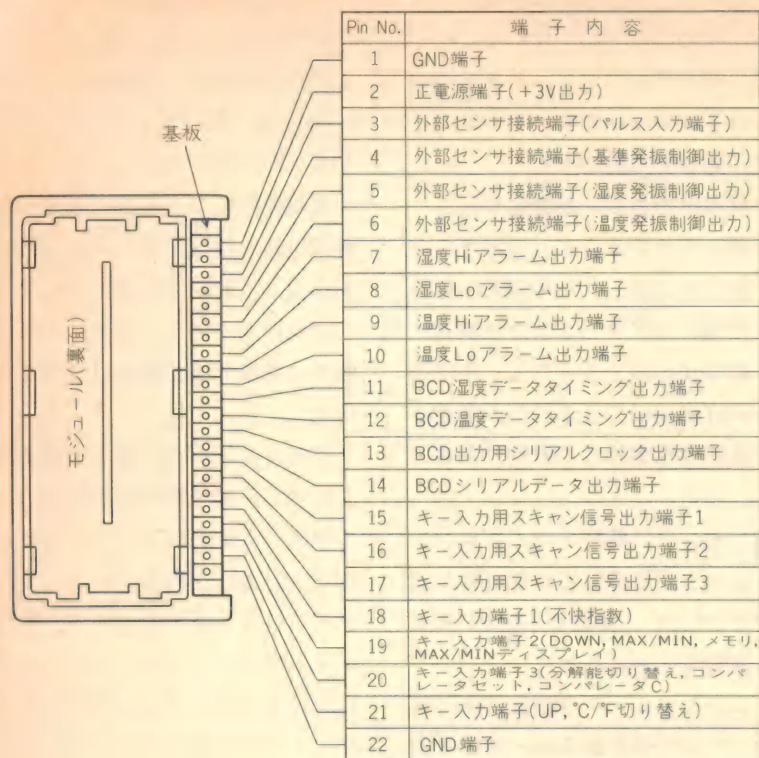 基板
モジュール(裏面)
Pin No. 端子内容
1 GND端子
2 正電源端子(+3V出力)
3 外部センサ接続端子(パルス入力端子)
4 外部センサ接続端子(基準発振制御出力)
5 外部センサ接続端子(湿度発振制御出力)
6 外部センサ接続端子(温度発振制御出力)
7 湿度Hiアラーム出力端子
8 湿度Loアラーム出力端子
9 温度Hiアラーム出力端子
10 温度Loアラーム出力端子
11 BCD湿度データタイミング出力端子
12 BCD温度データタイミング出力端子
13 BCD出力用シリアルクロック出力端子
14 BCDシリアルデータ出力端子
15 キー入力用スキャン信号出力端子1
16 キー入力用スキャン信号出力端子2
17 キー入力用スキャン信号出力端子3
18 キー入力端子1(不快指数)
19 キー入力端子2(DOWN, MAX/MIN, メモリ,
MAX/MINディスプレイ)
20 キー入力端子3(分解能切り替え, コンパ
レータセット, コンパレータC)
21 キー入力端子(UP, ℃/℉切り替え)
22 GND端子